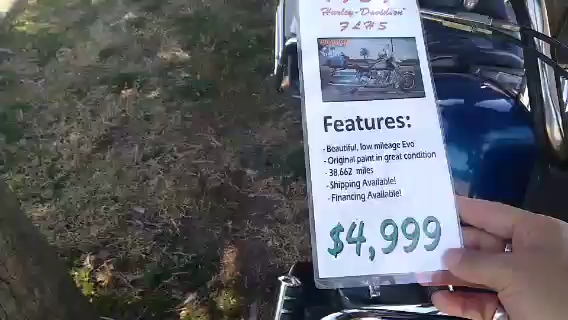 Harley-Davidson
FLHS
Features:
- Beautiful, low mileage Evo
- Original paint in great condition
- 38,662 miles
- Shipping Available!
- Financing Available!
$4,999